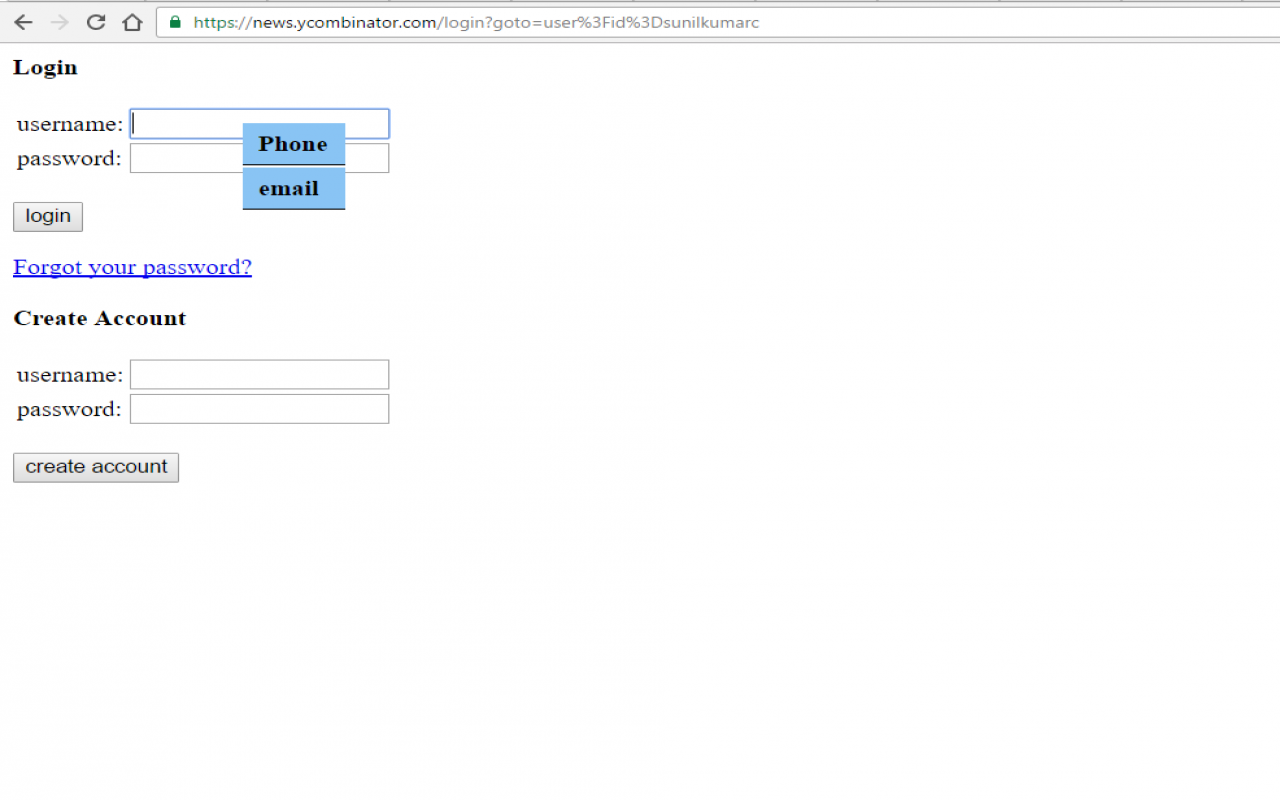 https://news.ycombinator.com/login?goto=user%3Fid%3Dsunilkumarc
Login
username:
Phone
password:
email
login
Forgot your password?
Create Account
username:
password:
create account